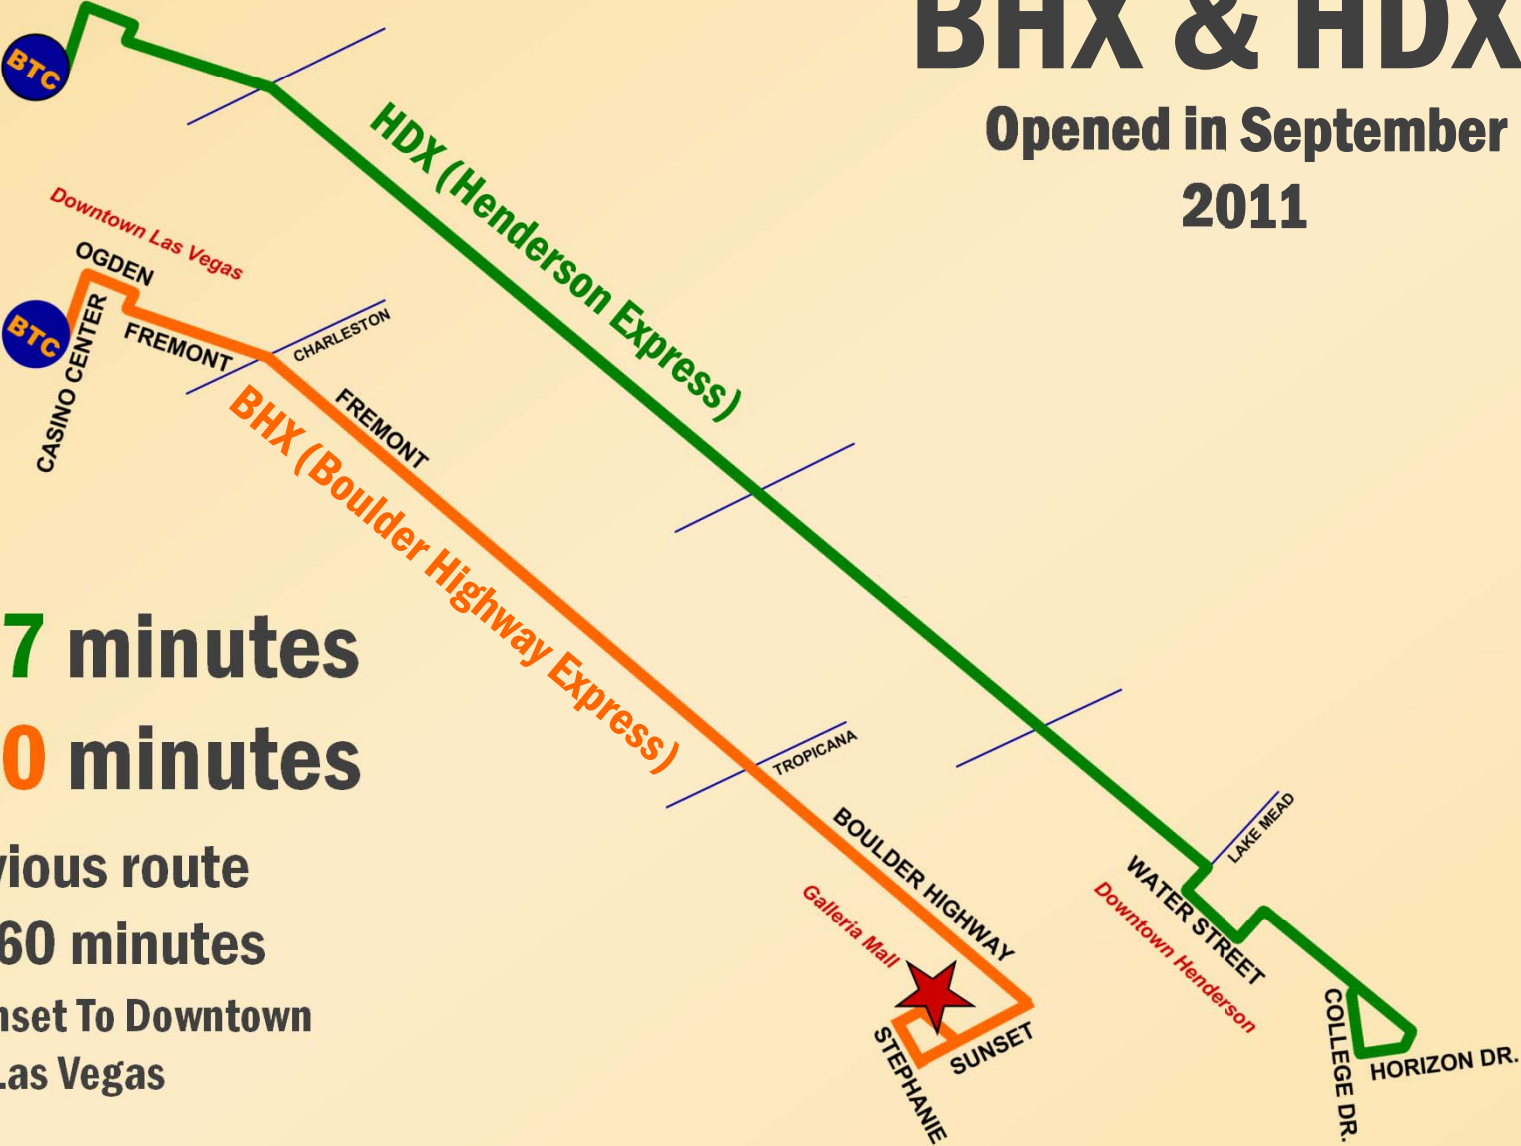 BHX & HDX
Opened in September
2011
BTC
HDX (Henderson Express)
Downtown Las Vegas
OGDEN
BTC
CASINO CENTER
FREMONT
CHARLESTON
FREMONT
BHX (Boulder Highway Express)
7 minutes
0 minutes
vious route
60 minutes
nset To Downtown
Las Vegas
TROPICANA
BOULDER HIGHWAY
Galleria Mall
STEPHANIE
SUNSET
LAKE MEAD
WATER STREET
Downtown Henderson
COLLEGE DR.
HORIZON DR.